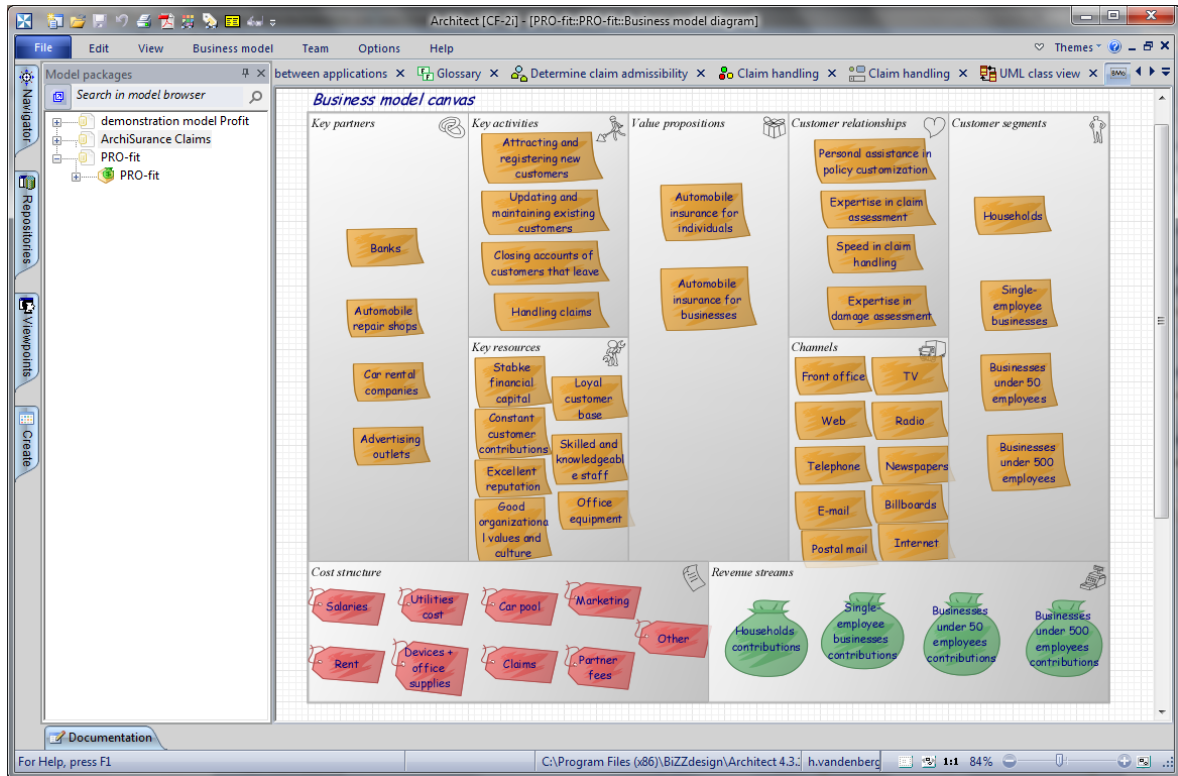 Architect [CF-2i] - [PRO-fit::PRO-fit::Business model diagram]
File Edit View Business model Team Options Help
Themes
Model packages
between applications Glossary Determine claim admissibility Claim handling Claim handling UML class view
Search in model browser
demonstration model Profit
ArchiSurance Claims
PRO-fit
PRO-fit
Navigator
Repositories
Viewpoints
Create
Business model canvas
Key partners
Banks
Automobile
repair shops
Car rental
companies
Advertising
outlets
Key activities
Attracting and
registering new
customers
Updating and
maintaining existing
customers
Closing accounts of
customers that leave
Handling claims
Key resources
Stabke
financial
capital
Loyal
customer
base
Constant
customer
contributions
Skilled and
knowledgeabl
e staff
Excellent
reputation
Office
equipment
Good
organizationa
l values and
culture
Value propositions
Automobile
insurance for
individuals
Automobile
insurance for
businesses
Customer relationships
Personal assistance in
policy customization
Expertise in claim
assessment
Speed in claim
handling
Expertise in
damage assessment
Channels
Front office
TV
Web
Radio
Telephone
Newspapers
E-mail
Billboards
Postal mail
Internet
Customer segments
Households
Single-
employee
businesses
Businesses
under 50
employees
Businesses
under 500
employees
Cost structure
Salaries
Utilities
cost
Car pool
Marketing
Other
Rent
Devices +
office
supplies
Claims
Partner
fees
Revenue streams
Households
contributions
Single-
employee
businesses
contributions
Businesses
under 50
employees
contributions
Businesses
under 500
employees
contributions
Documentation
For Help, press F1
C:\Program Files (x86)\BiZZdesign\Architect 4.3.
h.vandenberg
1:1 84%